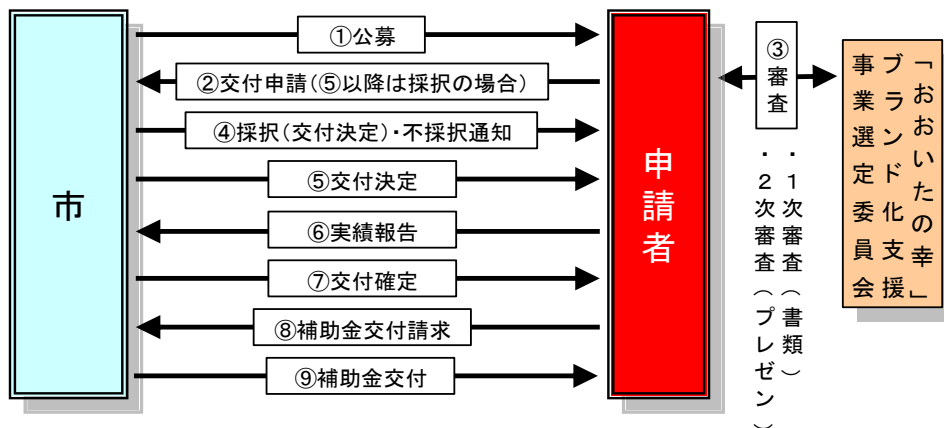 市
①公募
②交付申請(⑤以降は採択の場合)
④採択(交付決定)・不採択通知
⑤交付決定
⑥実績報告
⑦交付確定
⑧補助金交付請求
⑨補助金交付
申請者
③審査
・1次審査(書類)
・2次審査(プレゼン)
「おおいたの幸」
ブランド化支援
事業選定委員会